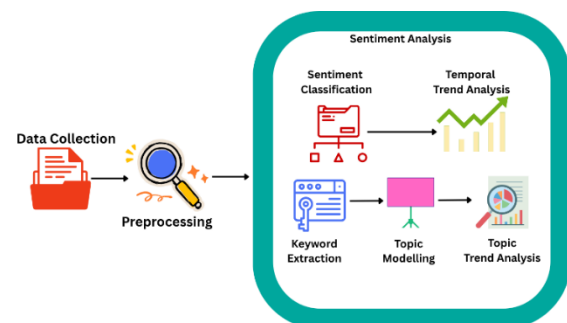 Sentiment Analysis
Sentiment
Classification
Temporal
Trend Analysis
Data Collection
Preprocessing
Keyword
Extraction
Topic
Modelling
Topic
Trend Analysis